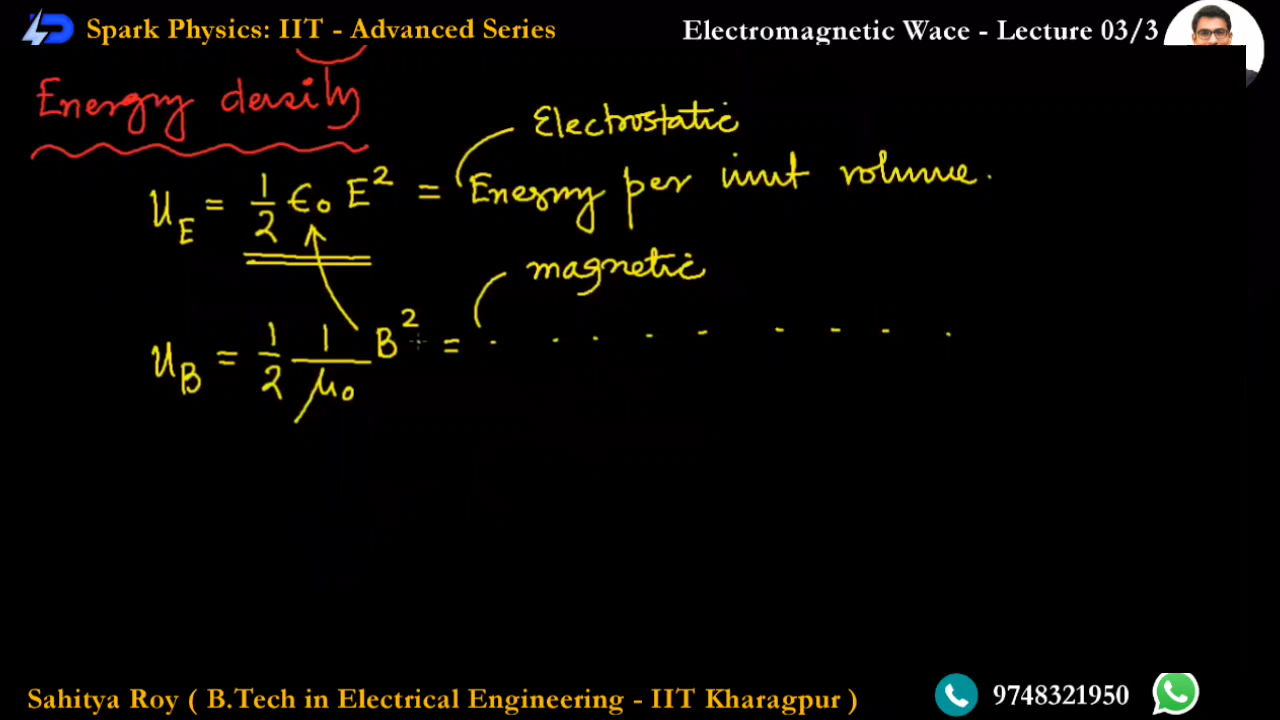 Spark Physics: IIT - Advanced Series
Electromagnetic Wace - Lecture 03/3
Energy density
Electrostatic
U_E = 1/2 ε₀ E² = Energy per unit volume.
magnetic
U_B = 1/2 1/μ₀ B² = . . . . - - - - .
Sahitya Roy ( B.Tech in Electrical Engineering - IIT Kharagpur )
9748321950